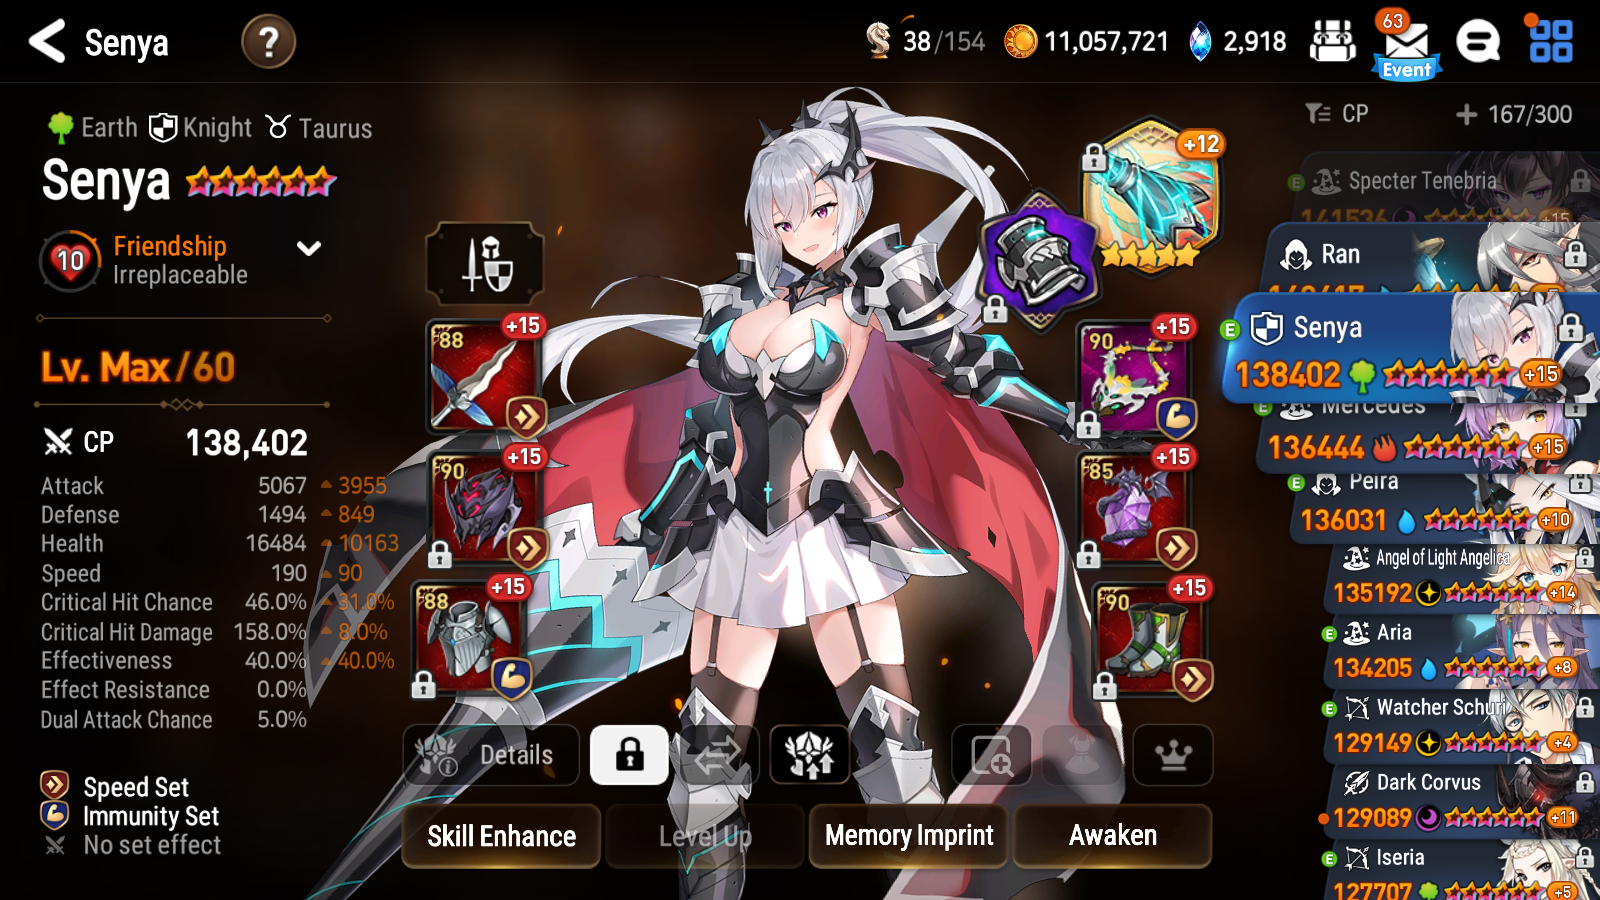 Senya
?
38/154
11,057,721
2,918
63
Event
Earth
Knight
Taurus
Senya
10
Friendship
Irreplaceable
Lv. Max/60
CP 138,402
Attack 5067 3955
Defense 1494 849
Health 16484 10163
Speed 190 90
Critical Hit Chance 46.0% 31.0%
Critical Hit Damage 158.0% 8.0%
Effectiveness 40.0% 40.0%
Effect Resistance 0.0%
Dual Attack Chance 5.0%
Speed Set
Immunity Set
No set effect
88 +15
90 +15
88 +15
+12
90 +15
85 +15
90 +15
Details
Skill Enhance
Level Up
Memory Imprint
Awaken
CP
167/300
E Specter Tenebria
141536 +15
Ran
E Senya
138402 +15
E Mercedes
136444 +15
E Peira
136031 +10
Angel of Light Angelica
135192 +14
E Aria
134205 +8
E Watcher Schuri
129149 +4
Dark Corvus
129089 +11
E Iseria
127707 +5